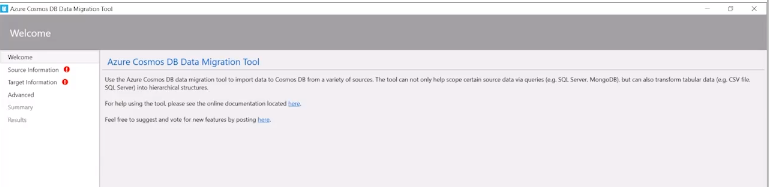 Azure Cosmos DB Data Migration Tool
Welcome
Welcome
Source Information
Target Information
Advanced
Summary
Results
Azure Cosmos DB Data Migration Tool
Use the Azure Cosmos DB data migration tool to import data to Cosmos DB from a variety of sources. The tool can not only help scope certain source data via queries (e.g. SQL Server, MongoDB), but can also transform tabular data (e.g. CSV file,
SQL Server) into hierarchical structures.
For help using the tool, please see the online documentation located here.
Feel free to suggest and vote for new features by posting here.